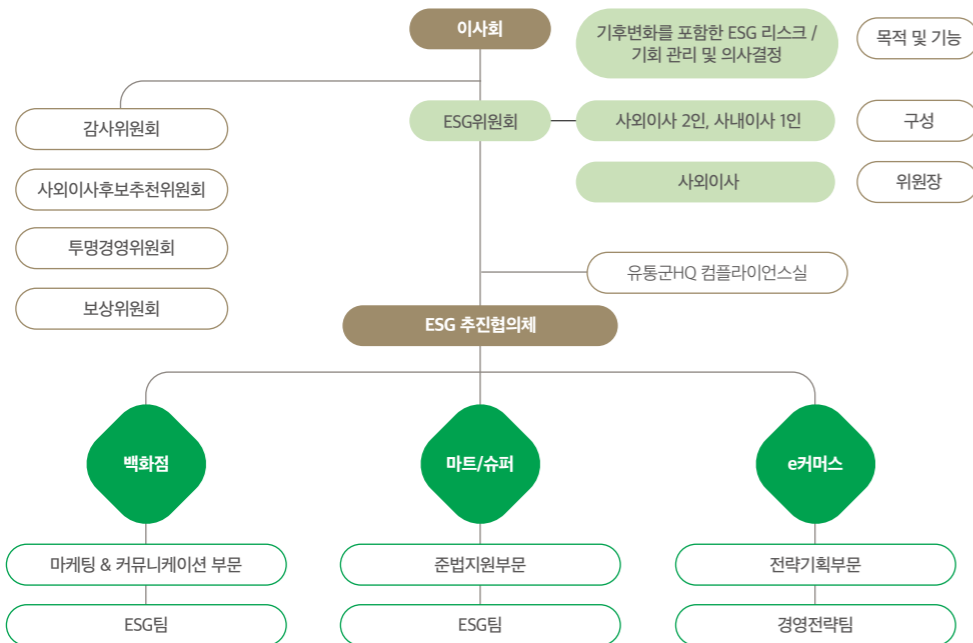 이사회
기후변화를 포함한 ESG 리스크 /
기회 관리 및 의사결정
목적 및 기능
감사위원회
ESG위원회
사외이사 2인, 사내이사 1인
구성
사외이사후보추천위원회
사외이사
위원장
투명경영위원회
유통군HQ 컴플라이언스실
보상위원회
ESG 추진협의체
백화점
마트/슈퍼
e커머스
마케팅 & 커뮤니케이션 부문
준법지원부문
전략기획부문
ESG팀
ESG팀
경영전략팀